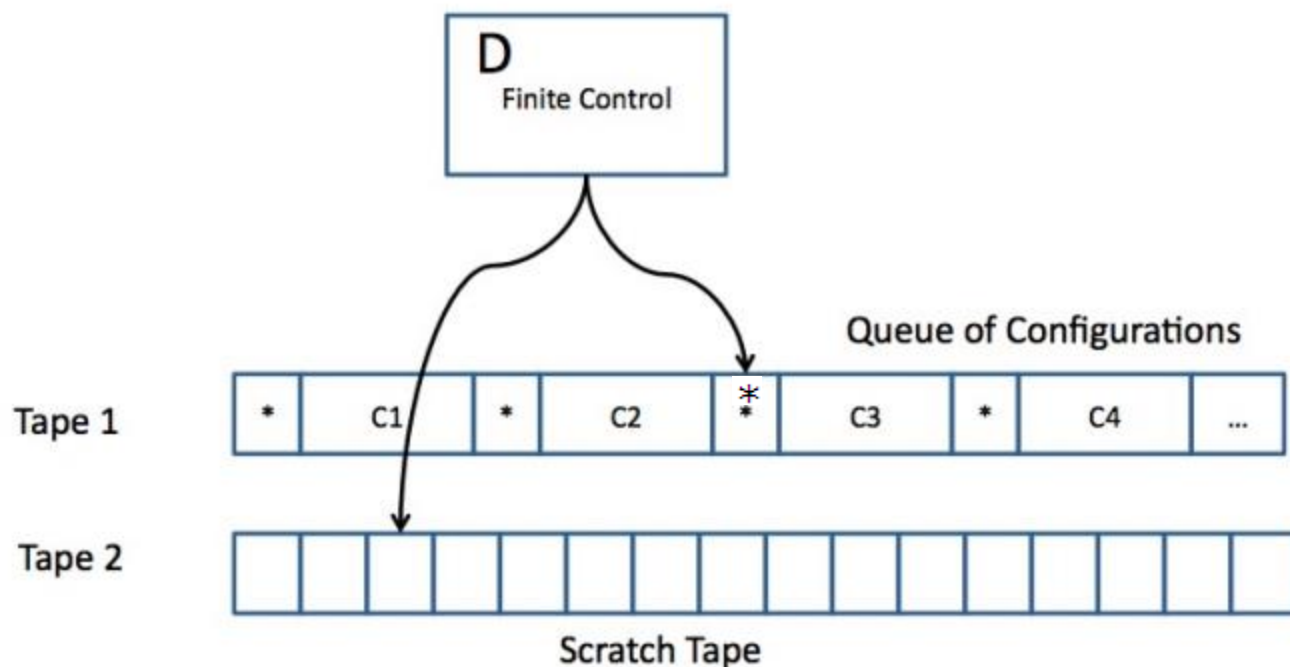 D
Finite Control
Queue of Configurations
*
Tape 1 * C1 * C2 * C3 * C4 ...
Tape 2
Scratch Tape